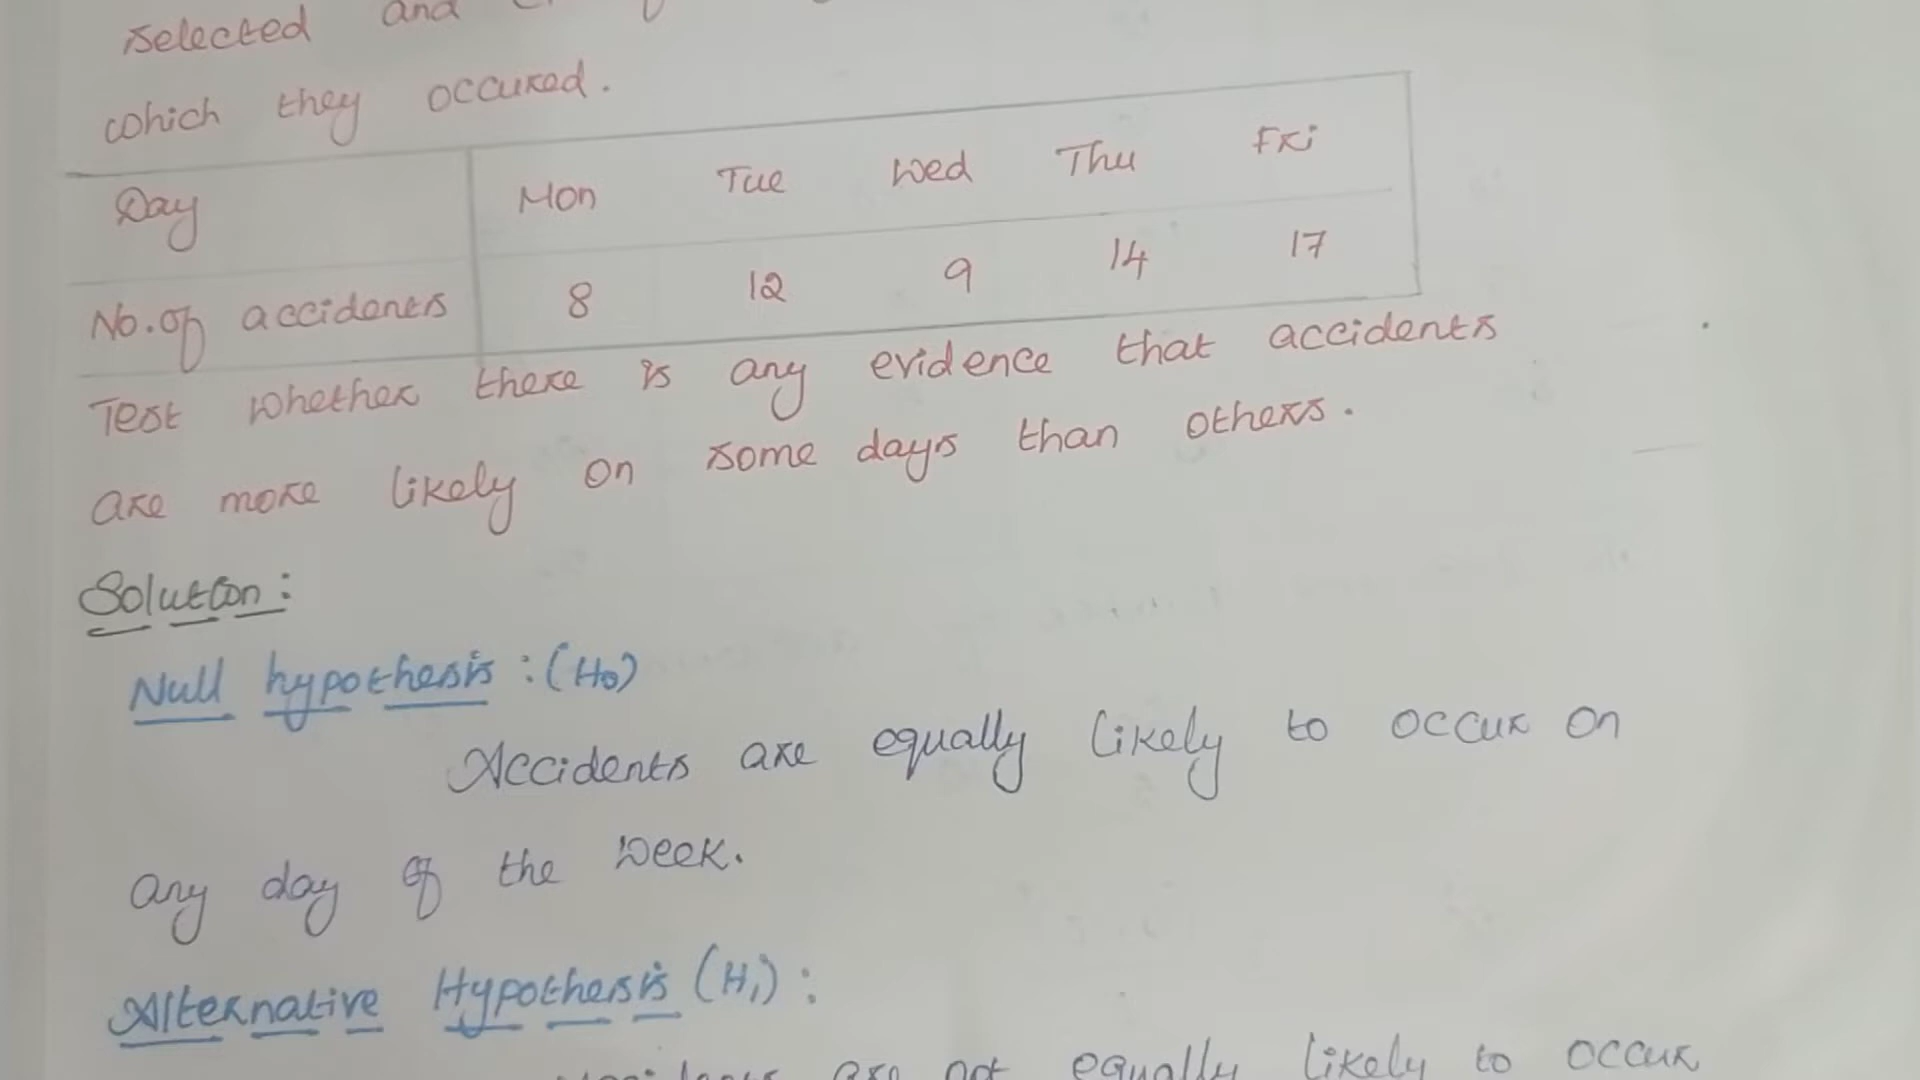 selected and
which they occured.
Day Mon Tue Wed Thu Fri
No. of accidents 8 12 9 14 17
Test whether there is any evidence that accidents
are more likely on some days than others.
Solution:
Null hypothesis : (H0)
Accidents are equally likely to occur on
any day of the week.
Alternative Hypothesis (H1) :
are not equally likely to occur